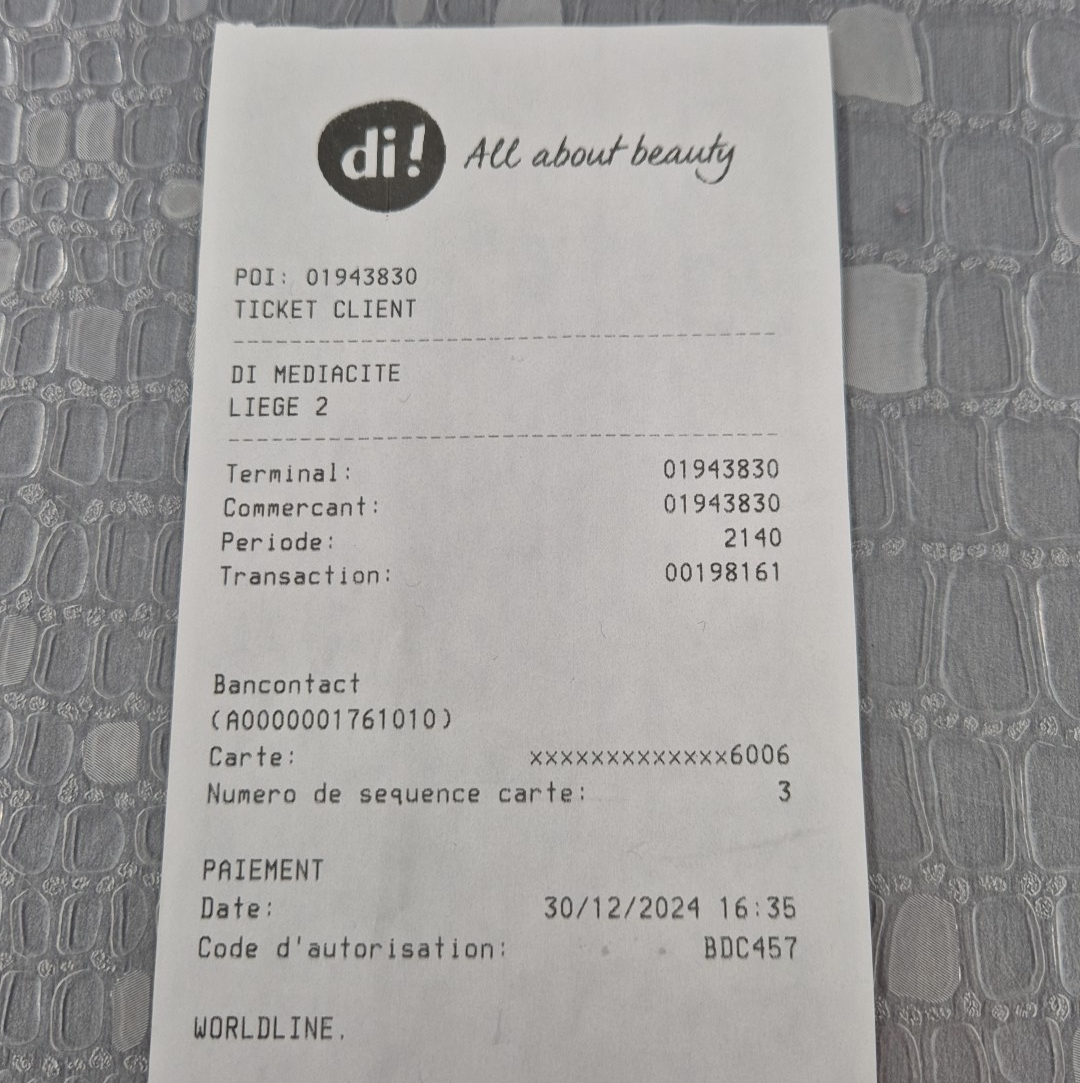 di! All about beauty
POI: 01943830
TICKET CLIENT
DI MEDIACITE
LIEGE 2
Terminal: 01943830
Commercant: 01943830
Periode: 2140
Transaction: 00198161
Bancontact
(A0000001761010)
Carte: xxxxxxxxxxxxx6006
Numero de sequence carte: 3
PAIEMENT
Date: 30/12/2024 16:35
Code d'autorisation: BDC457
WORLDLINE.